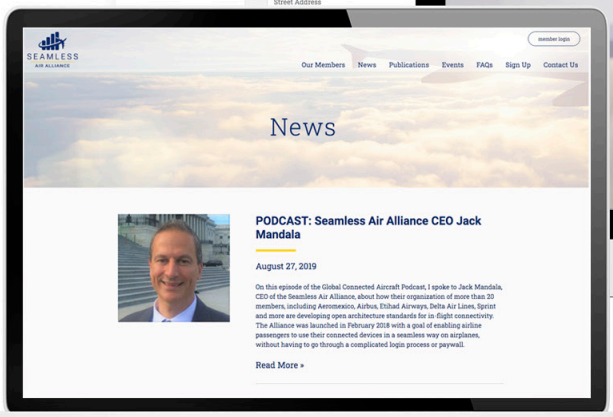 Street Address
member login
SEAMLESS
AIR ALLIANCE
Our Members News Publications Events FAQs Sign Up Contact Us
News
PODCAST: Seamless Air Alliance CEO Jack
Mandala
August 27, 2019
On this episode of the Global Connected Aircraft Podcast, I spoke to Jack Mandala,
CEO of the Seamless Air Alliance, about how their organization of more than 20
members, including Aeromexico, Airbus, Etihad Airways, Delta Air Lines, Sprint
and more are developing open architecture standards for in-flight connectivity.
The Alliance was launched in February 2018 with a goal of enabling airline
passengers to use their connected devices in a seamless way on airplanes,
without having to go through a complicated login process or paywall.
Read More »